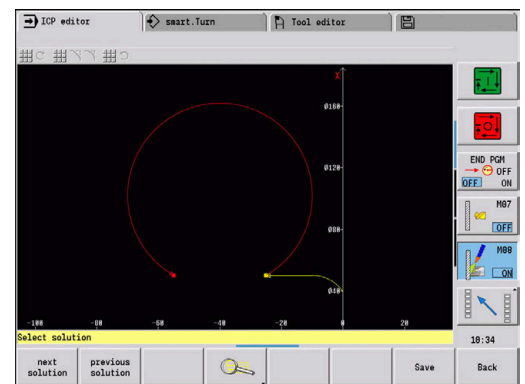 ICP editor
smart.Turn
Tool editor
X
Ø160
Ø120
Ø80
Ø40
-100
-80
-60
-40
-20
0
20
Select solution
next solution
previous solution
Save
Back
I
O
END PGM
OFF
OFF ON
M07
OFF
M08
ON
10:34